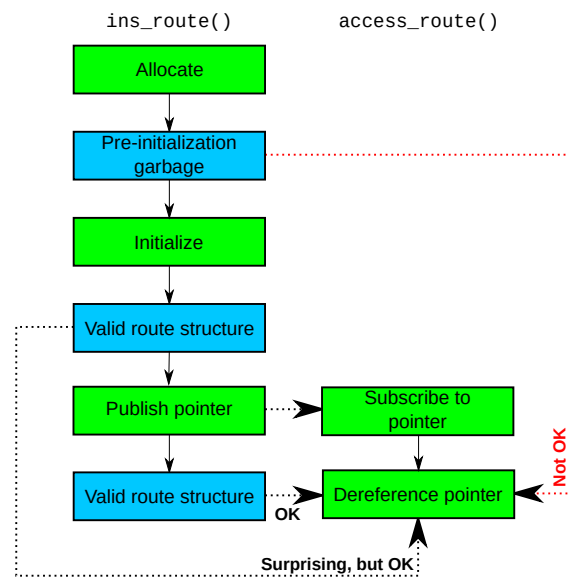 ins_route() access_route()
Allocate
Pre-initialization
garbage
Initialize
Valid route structure
Publish pointer
Subscribe to
pointer
Valid route structure
Dereference pointer
OK
Not OK
Surprising, but OK